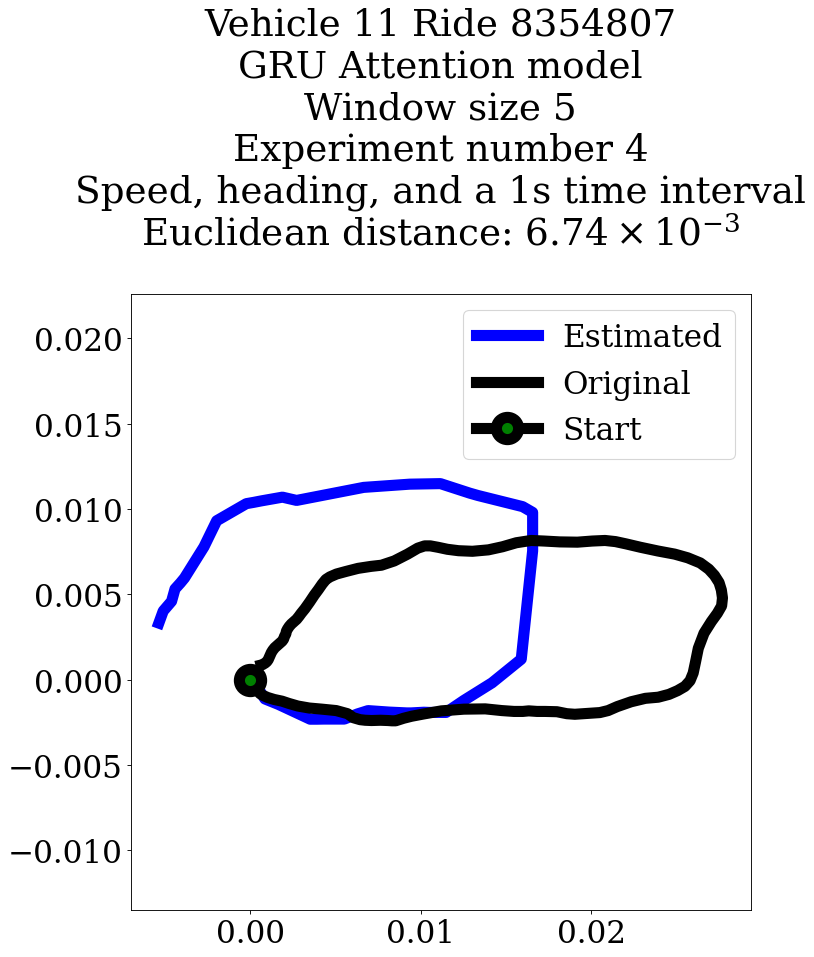 Vehicle 11 Ride 8354807
GRU Attention model
Window size 5
Experiment number 4
Speed, heading, and a 1s time interval
Euclidean distance: 6.74 × 10⁻³
Estimated
Original
Start
0.020
0.015
0.010
0.005
0.000
−0.005
−0.010
0.00 0.01 0.02